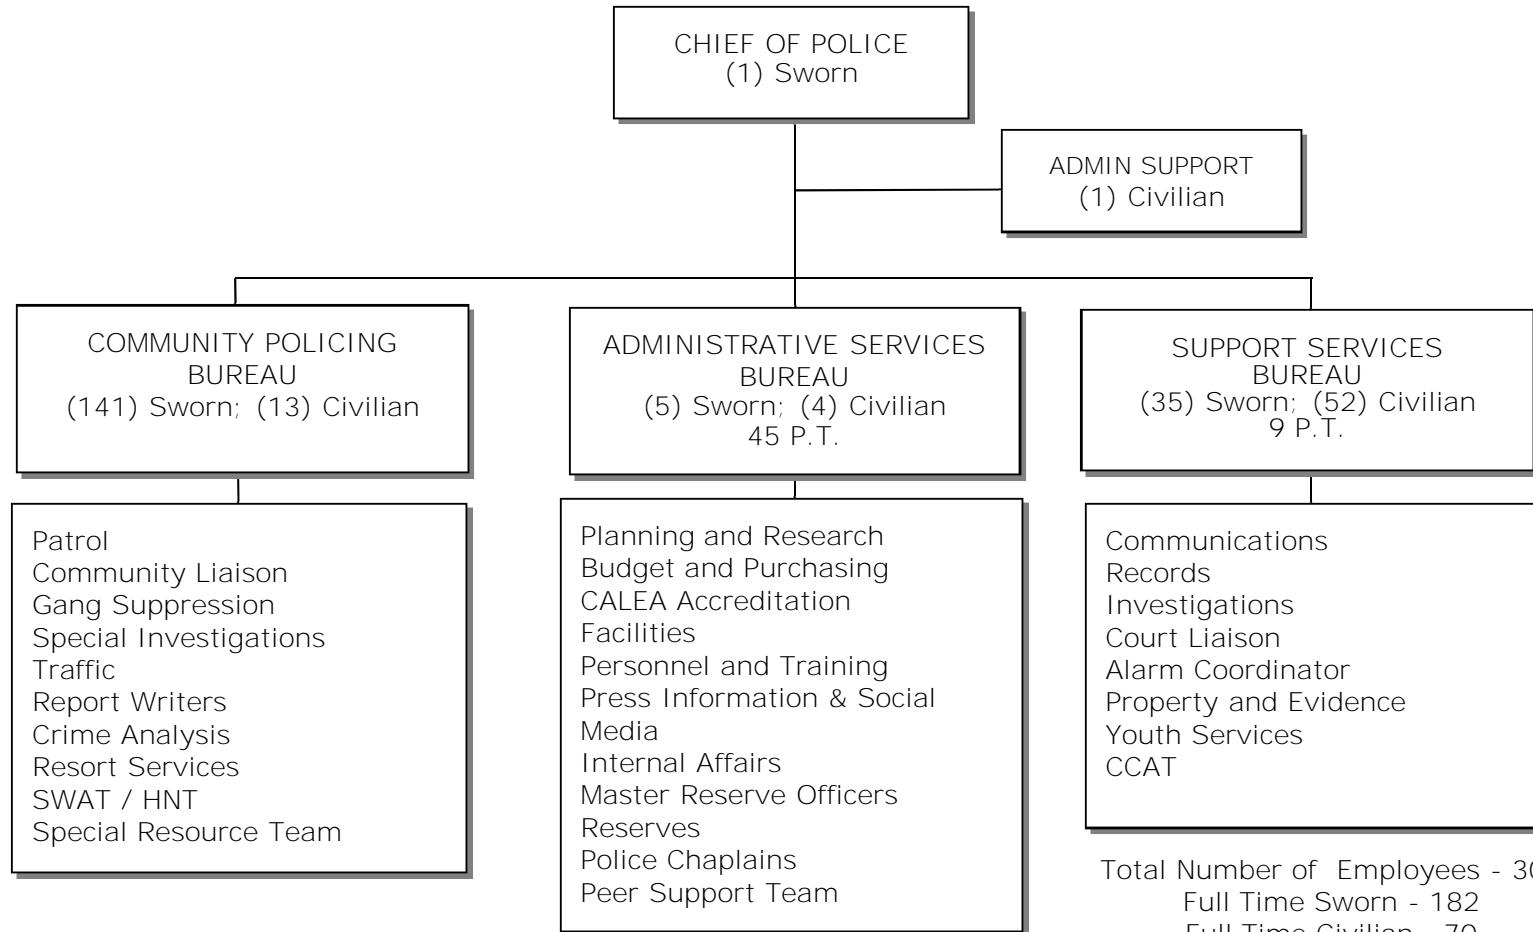 CHIEF OF POLICE
(1) Sworn
ADMIN SUPPORT
(1) Civilian
COMMUNITY POLICING
BUREAU
(141) Sworn; (13) Civilian
ADMINISTRATIVE SERVICES
BUREAU
(5) Sworn; (4) Civilian
45 P.T.
SUPPORT SERVICES
BUREAU
(35) Sworn; (52) Civilian
9 P.T.
Patrol
Community Liaison
Gang Suppression
Special Investigations
Traffic
Report Writers
Crime Analysis
Resort Services
SWAT / HNT
Special Resource Team
Planning and Research
Budget and Purchasing
CALEA Accreditation
Facilities
Personnel and Training
Press Information & Social
Media
Internal Affairs
Master Reserve Officers
Reserves
Police Chaplains
Peer Support Team
Communications
Records
Investigations
Court Liaison
Alarm Coordinator
Property and Evidence
Youth Services
CCAT
Total Number of Employees -
Full Time Sworn - 182
Full Time Civilian - 70